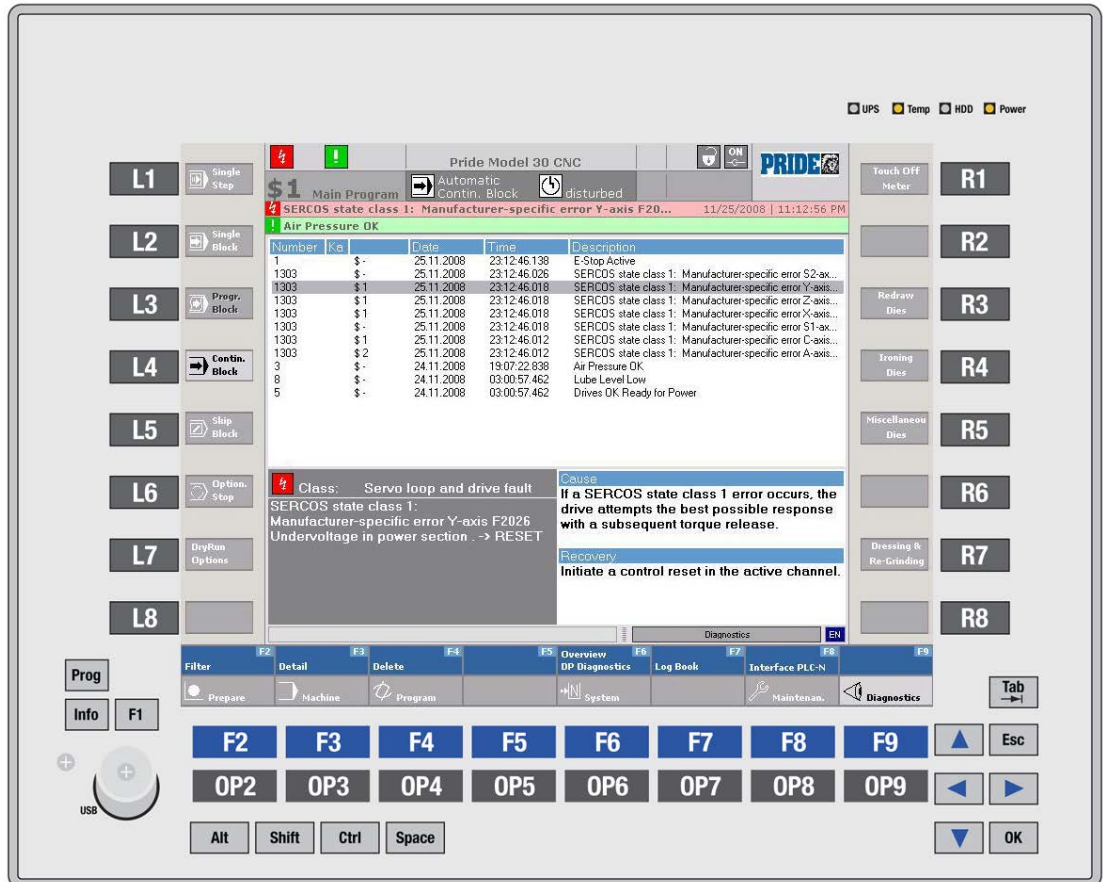 UPS Temp HDD Power
Pride Model 30 CNC
ON
PRIDE
$1 Main Program
Automatic
Contin. Block
disturbed
SERCOS state class 1: Manufacturer-specific error Y-axis F20... 11/25/2008 | 11:12:56 PM
Air Pressure OK
Number Ka Date Time Description
1 $ - 25.11.2008 23:12:46.138 E-Stop Active
1303 $ - 25.11.2008 23:12:46.026 SERCOS state class 1: Manufacturer-specific error S2-ax...
1303 $ 1 25.11.2008 23:12:46.018 SERCOS state class 1: Manufacturer-specific error Y-axis...
1303 $ 1 25.11.2008 23:12:46.018 SERCOS state class 1: Manufacturer-specific error Z-axis...
1303 $ 1 25.11.2008 23:12:46.018 SERCOS state class 1: Manufacturer-specific error X-axis...
1303 $ - 25.11.2008 23:12:46.018 SERCOS state class 1: Manufacturer-specific error S1-ax...
1303 $ 1 25.11.2008 23:12:46.012 SERCOS state class 1: Manufacturer-specific error C-axis...
1303 $ 2 25.11.2008 23:12:46.012 SERCOS state class 1: Manufacturer-specific error A-axis...
3 $ - 24.11.2008 19:07:22.838 Air Pressure OK
8 $ - 24.11.2008 03:00:57.462 Lube Level Low
5 $ - 24.11.2008 03:00:57.462 Drives OK Ready for Power
L1
Single
Step
L2
Single
Block
L3
Progr.
Block
L4
Contin.
Block
L5
Skip
Block
L6
Option.
Stop
L7
DryRun
Options
L8
Touch Off
Meter
R1
R2
Redraw
Dies
R3
Ironing
Dies
R4
Miscellaneou
Dies
R5
R6
Dressing &
Re-Grinding
R7
R8
Class: Servo loop and drive fault
SERCOS state class 1:
Manufacturer-specific error Y-axis F2026
Undervoltage in power section . -> RESET
Cause
If a SERCOS state class 1 error occurs, the
drive attempts the best possible response
with a subsequent torque release.
Recovery
Initiate a control reset in the active channel.
Diagnostics EN
F2 F3 F4 F5 F6 F7 F8 F9
Overview
Filter Detail Delete DP Diagnostics Log Book Interface PLC-N
Prepare Machine Program System Maintenan. Diagnostics
Prog
Info F1
USB
Tab
F2 F3 F4 F5 F6 F7 F8 F9 Esc
OP2 OP3 OP4 OP5 OP6 OP7 OP8 OP9
Alt Shift Ctrl Space OK